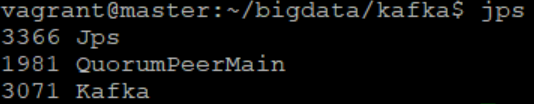 vagrant@master:~/bigdata/kafka$ jps
3366 Jps
1981 QuorumPeerMain
3071 Kafka